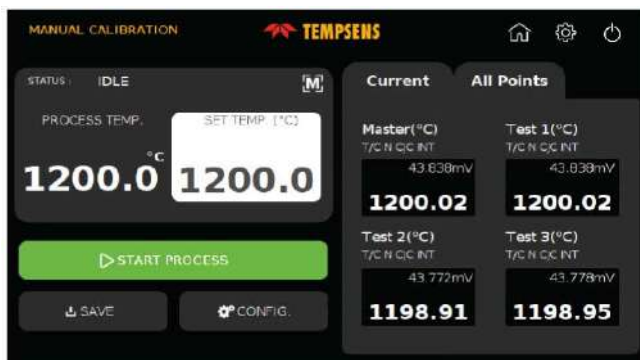 MANUAL CALIBRATION
TEMPSENS
STATUS : IDLE
[M]
PROCESS TEMP.
SET TEMP. [°C]
°C
1200.0
1200.0
START PROCESS
SAVE
CONFIG.
Current
All Points
Master(°C)
T/C N C/C INT
43.838mV
1200.02
Test 1(°C)
T/C N C/C INT
43.838mV
1200.02
Test 2(°C)
T/C N C/C INT
43.772mV
1198.91
Test 3(°C)
T/C N C/C INT
43.778mV
1198.95